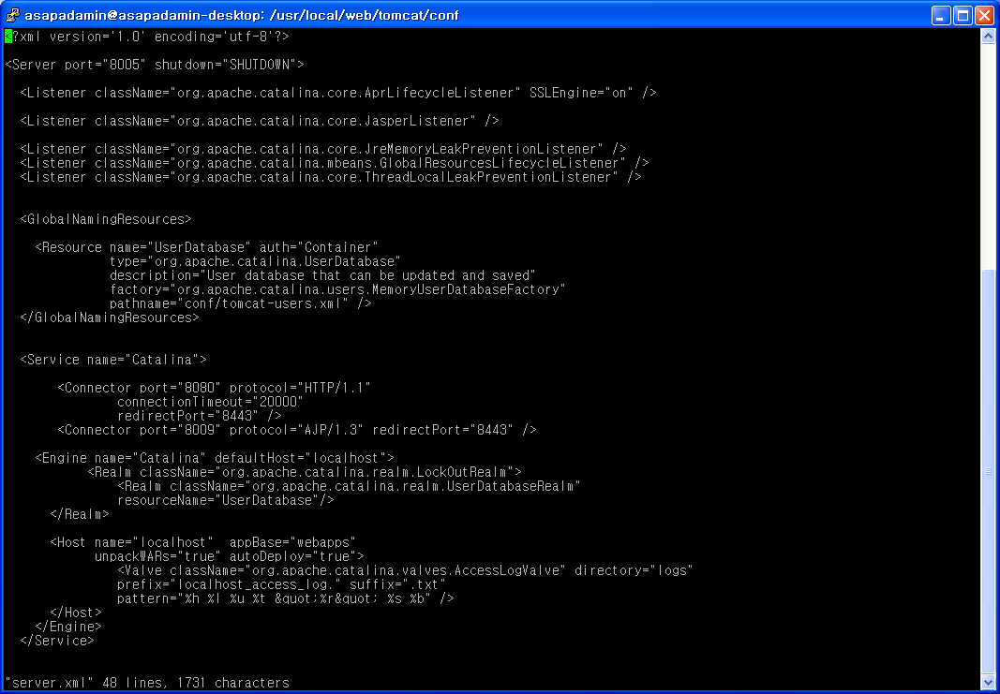 asapadamin@asapadamin-desktop: /usr/local/web/tomcat/conf
<?xml version='1.0' encoding='utf-8'?>
<Server port="8005" shutdown="SHUTDOWN">
<Listener className="org.apache.catalina.core.AprLifecycleListener" SSLEngine="on" />
<Listener className="org.apache.catalina.core.JasperListener" />
<Listener className="org.apache.catalina.core.JreMemoryLeakPreventionListener" />
<Listener className="org.apache.catalina.mbeans.GlobalResourcesLifecycleListener" />
<Listener className="org.apache.catalina.core.ThreadLocalLeakPreventionListener" />
<GlobalNamingResources>
<Resource name="UserDatabase" auth="Container"
type="org.apache.catalina.UserDatabase"
description="User database that can be updated and saved"
factory="org.apache.catalina.users.MemoryUserDatabaseFactory"
pathname="conf/tomcat-users.xml" />
</GlobalNamingResources>
<Service name="Catalina">
<Connector port="8080" protocol="HTTP/1.1"
connectionTimeout="20000"
redirectPort="8443" />
<Connector port="8009" protocol="AJP/1.3" redirectPort="8443" />
<Engine name="Catalina" defaultHost="localhost">
<Realm className="org.apache.catalina.realm.LockOutRealm">
<Realm className="org.apache.catalina.realm.UserDatabaseRealm"
resourceName="UserDatabase"/>
</Realm>
<Host name="localhost"  appBase="webapps"
unpackWARs="true" autoDeploy="true">
<Valve className="org.apache.catalina.valves.AccessLogValve" directory="logs"
prefix="localhost_access_log." suffix=".txt"
pattern="%h %l %u %t &quot;%r&quot; %s %b" />
</Host>
</Engine>
</Service>
"server.xml" 48 lines, 1731 characters